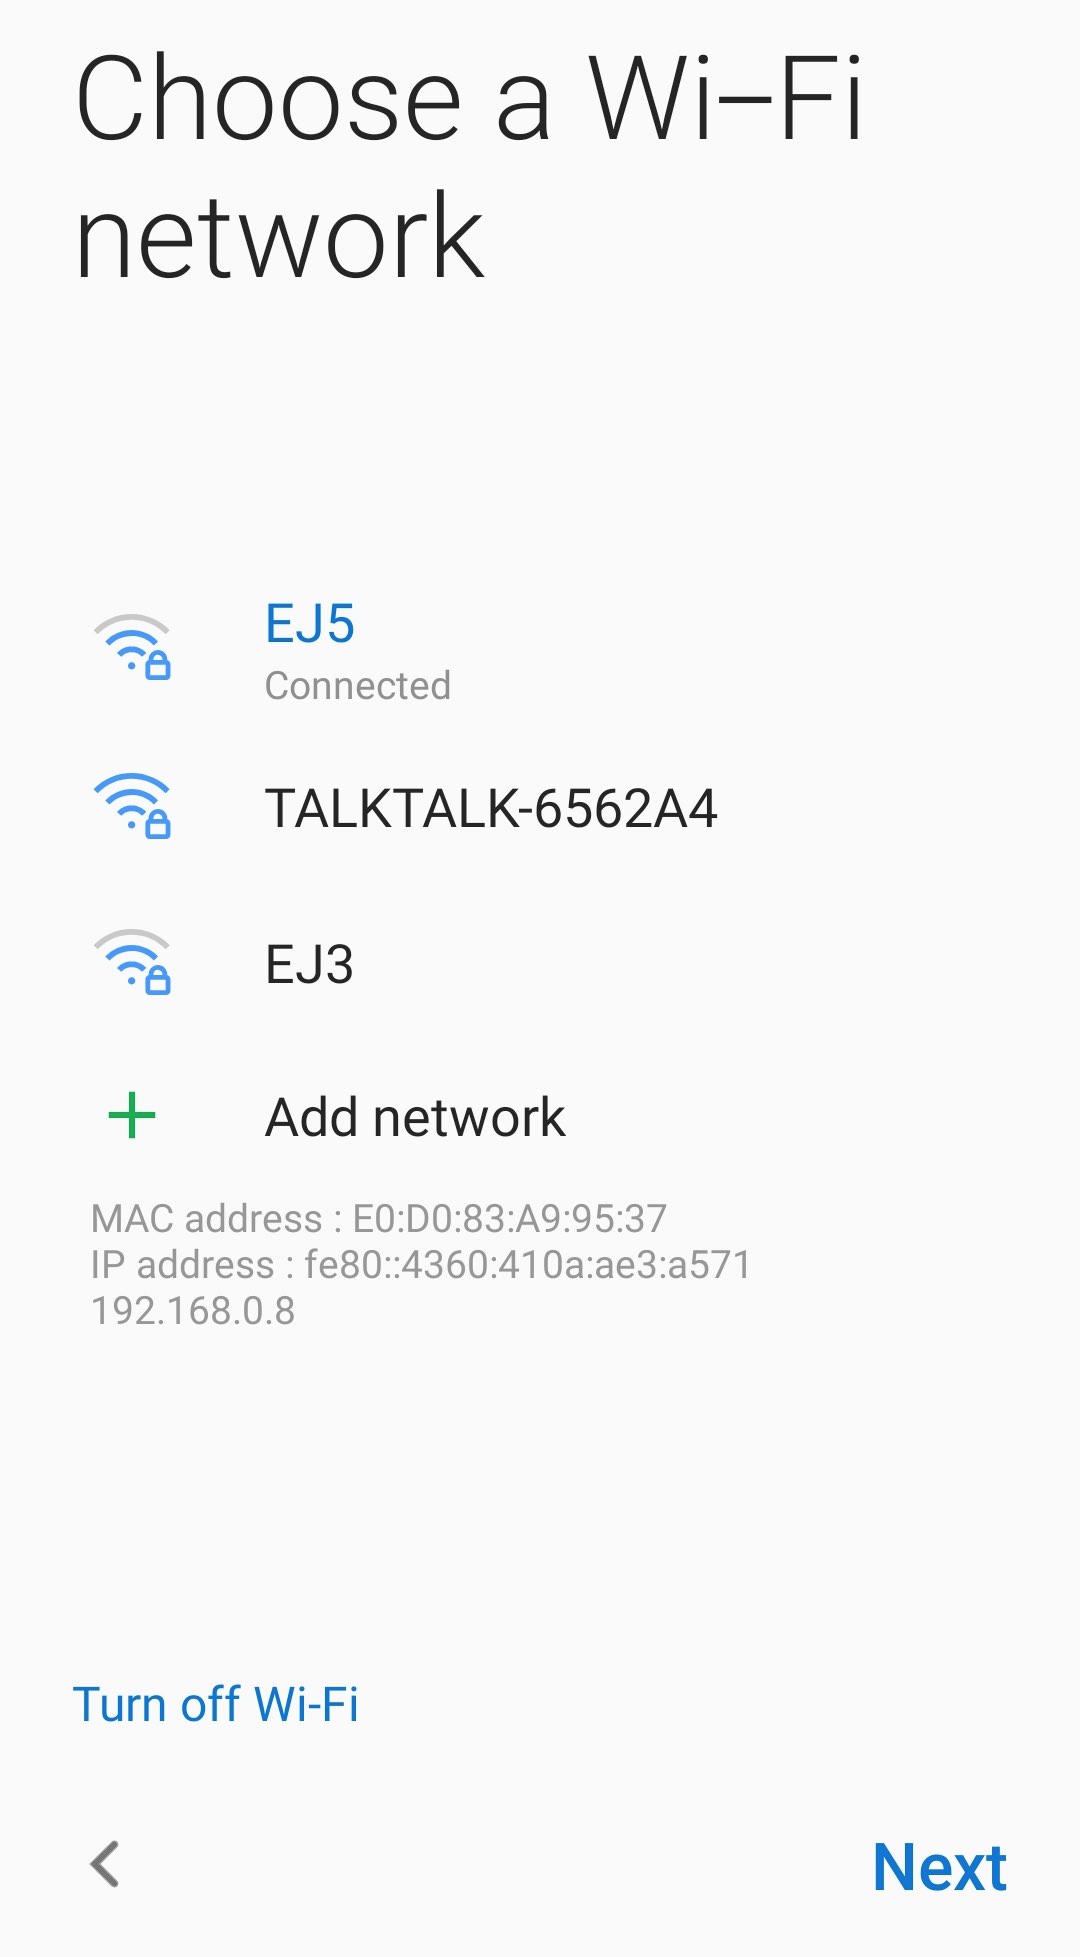 Choose a Wi-Fi
network
EJ5
Connected
TALKTALK-6562A4
EJ3
Add network
MAC address : E0:D0:83:A9:95:37
IP address : fe80::4360:410a:ae3:a571
192.168.0.8
Turn off Wi-Fi
Next